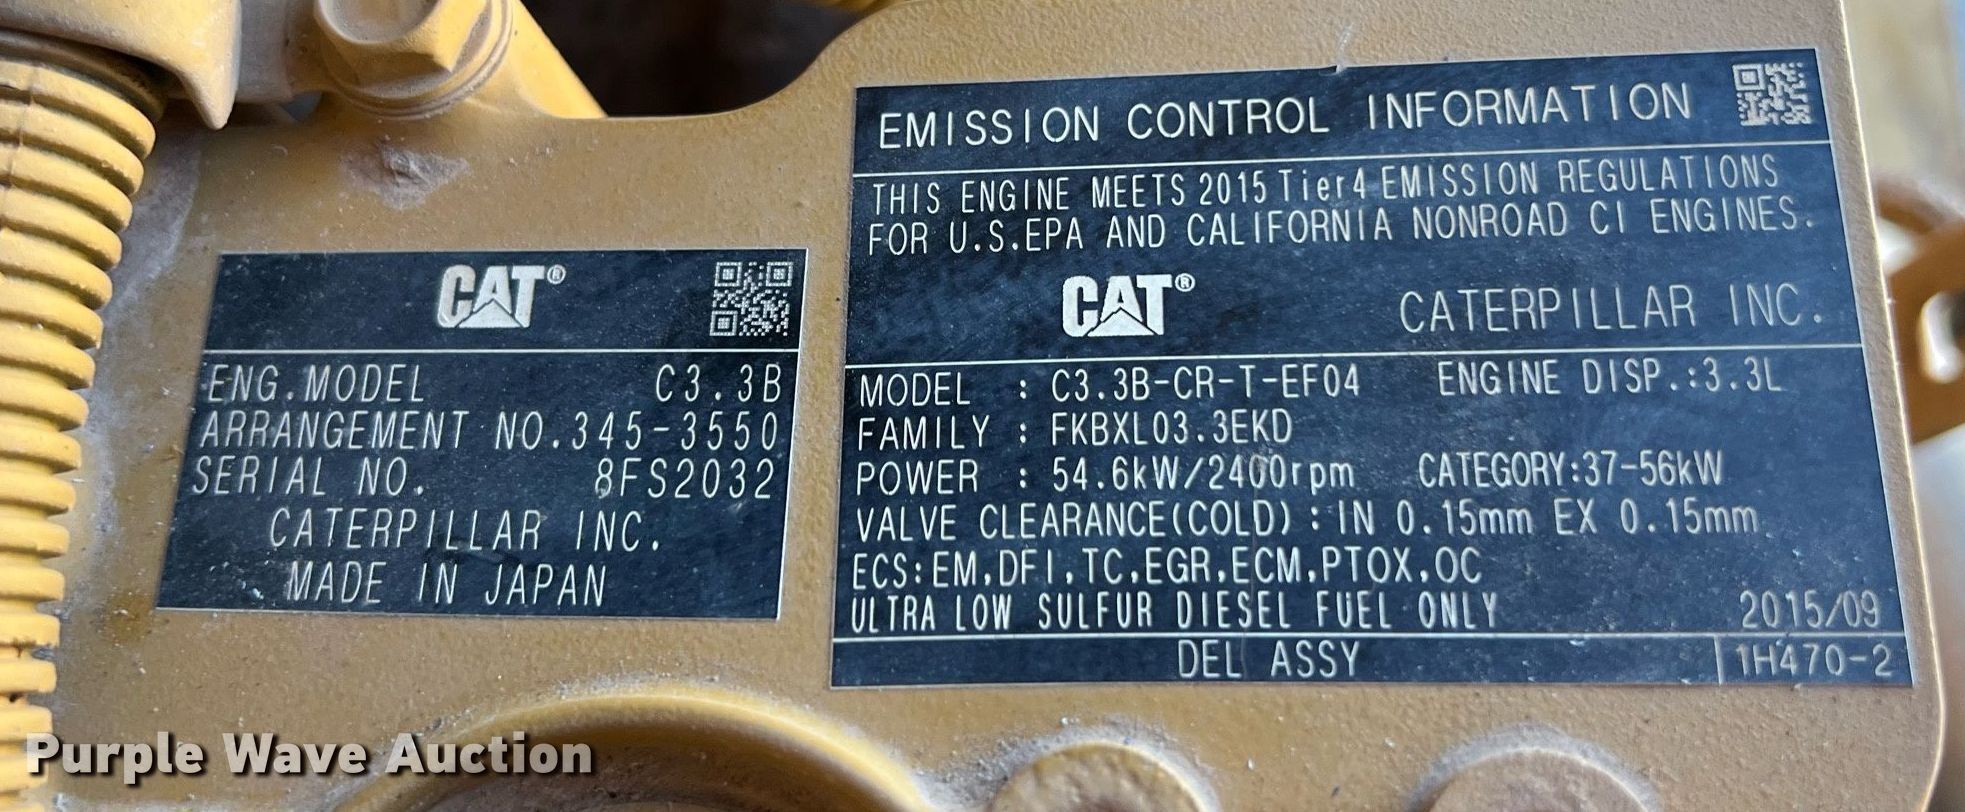 CAT®
ENG.MODEL C3.3B
ARRANGEMENT NO.345-3550
SERIAL NO. 8FS2032
CATERPILLAR INC.
MADE IN JAPAN
EMISSION CONTROL INFORMATION
THIS ENGINE MEETS 2015 Tier4 EMISSION REGULATIONS
FOR U.S.EPA AND CALIFORNIA NONROAD CI ENGINES.
CAT® CATERPILLAR INC.
MODEL : C3.3B-CR-T-EF04 ENGINE DISP.:3.3L
FAMILY : FKBXL03.3EKD
POWER : 54.6kW/2400rpm CATEGORY:37-56kW
VALVE CLEARANCE(COLD):IN 0.15mm EX 0.15mm
ECS:EM,DFI,TC,EGR,ECM,PTOX,OC
ULTRA LOW SULFUR DIESEL FUEL ONLY 2015/09
DEL ASSY 1H470-2
Purple Wave Auction